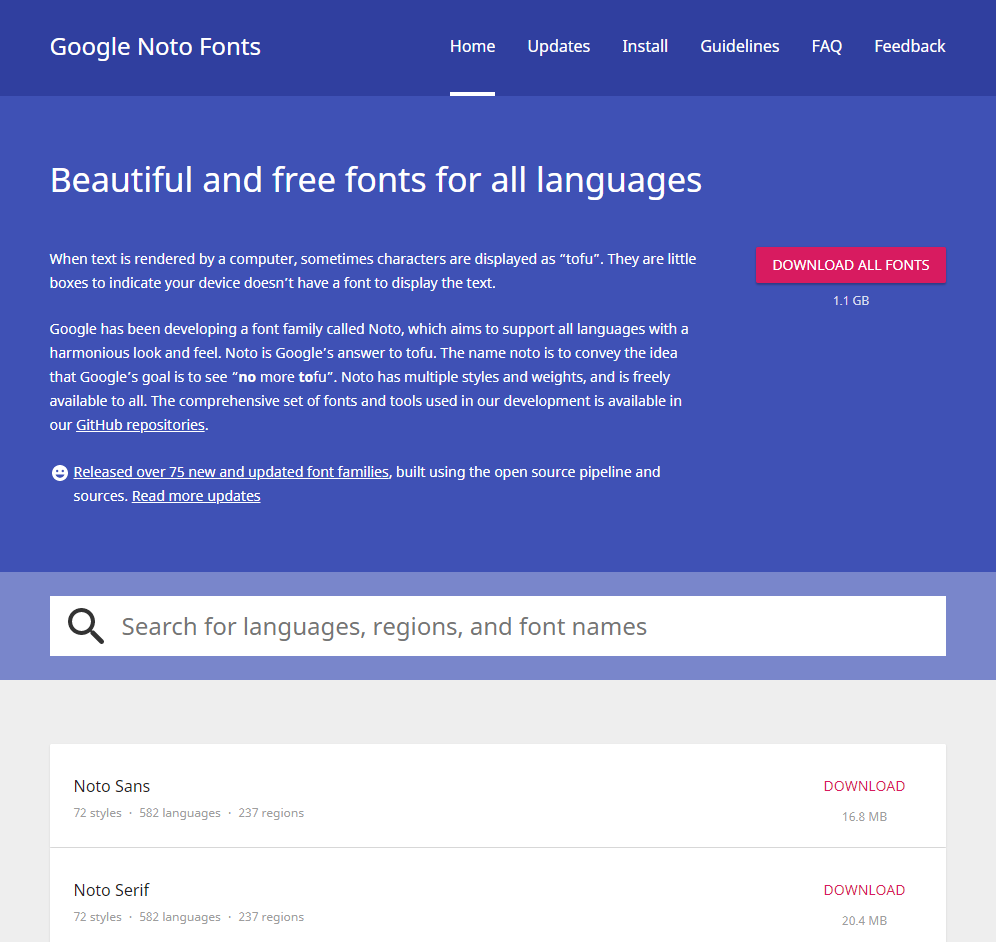 Google Noto Fonts
Home Updates Install Guidelines FAQ Feedback
Beautiful and free fonts for all languages
When text is rendered by a computer, sometimes characters are displayed as “tofu”. They are little
boxes to indicate your device doesn’t have a font to display the text.
DOWNLOAD ALL FONTS
1.1 GB
Google has been developing a font family called Noto, which aims to support all languages with a
harmonious look and feel. Noto is Google’s answer to tofu. The name noto is to convey the idea
that Google’s goal is to see “no more tofu”. Noto has multiple styles and weights, and is freely
available to all. The comprehensive set of fonts and tools used in our development is available in
our GitHub repositories.
Released over 75 new and updated font families, built using the open source pipeline and
sources. Read more updates
Search for languages, regions, and font names
Noto Sans
72 styles · 582 languages · 237 regions
DOWNLOAD
16.8 MB
Noto Serif
72 styles · 582 languages · 237 regions
DOWNLOAD
20.4 MB